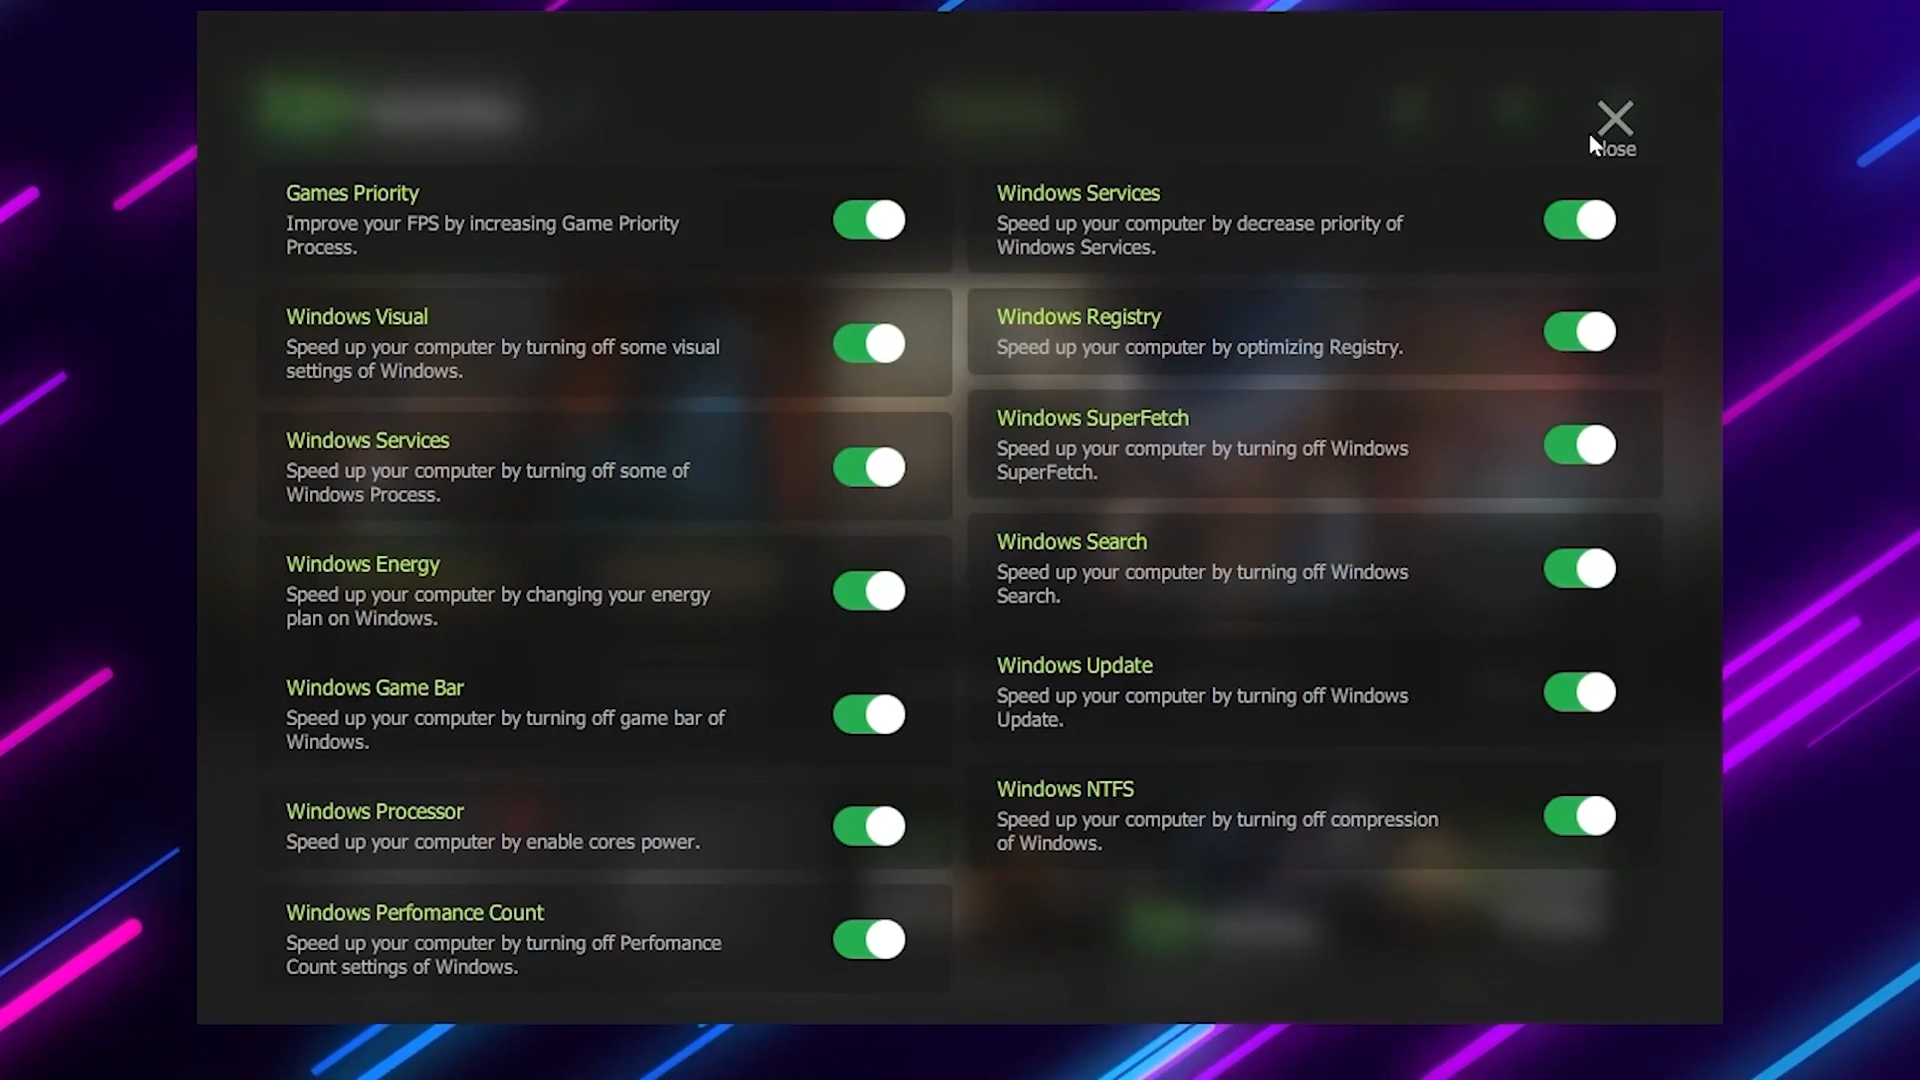 Close
Games Priority
Improve your FPS by increasing Game Priority
Process.
Windows Visual
Speed up your computer by turning off some visual
settings of Windows.
Windows Services
Speed up your computer by turning off some of
Windows Process.
Windows Energy
Speed up your computer by changing your energy
plan on Windows.
Windows Game Bar
Speed up your computer by turning off game bar of
Windows.
Windows Processor
Speed up your computer by enable cores power.
Windows Perfomance Count
Speed up your computer by turning off Perfomance
Count settings of Windows.
Windows Services
Speed up your computer by decrease priority of
Windows Services.
Windows Registry
Speed up your computer by optimizing Registry.
Windows SuperFetch
Speed up your computer by turning off Windows
SuperFetch.
Windows Search
Speed up your computer by turning off Windows
Search.
Windows Update
Speed up your computer by turning off Windows
Update.
Windows NTFS
Speed up your computer by turning off compression
of Windows.